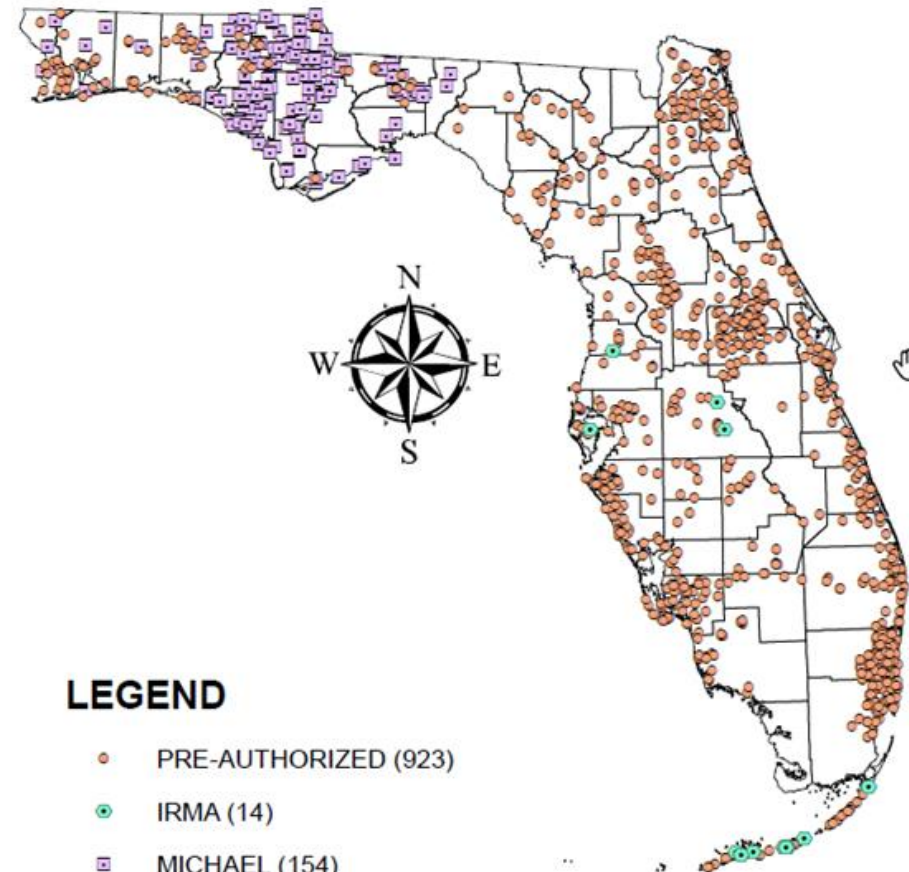 N
W E
S
LEGEND
PRE-AUTHORIZED (923)
IRMA (14)
MICHAEL (154)